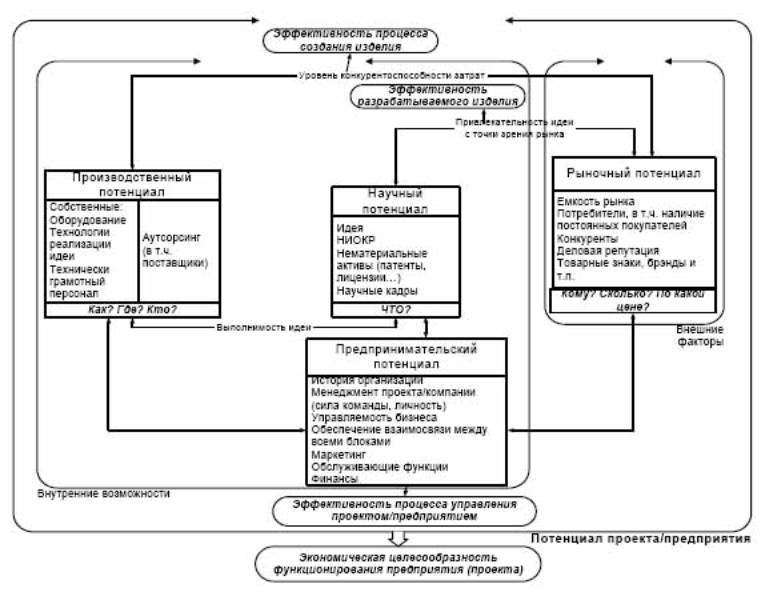 Эффективность процесса
создания изделия
Уровень конкурентоспособности затрат
Эффективность
разрабатываемого изделия
Привлекательность идеи
с точки зрения рынка
Производственный
потенциал
Собственные:
Оборудование
Технологии
реализации
идеи
Технически
грамотный
персонал
Аутсорсинг
(в т.ч.
поставщики)
Как? Где? Кто?
Научный
потенциал
Идея
НИОКР
Нематериальные
активы (патенты,
лицензии...)
Научные кадры
ЧТО?
Рыночный потенциал
Емкость рынка
Потребители, в т.ч. наличие
постоянных покупателей
Конкуренты
Деловая репутация
Товарные знаки, брэнды и
т.п.
Кому? Сколько? По какой
цене?
Выполнимость идеи
Внешние
факторы
Предпринимательский
потенциал
История организации
Менеджмент проекта/компании
(сила команды, личность)
Управляемость бизнеса
Обеспечение взаимосвязи между
всеми блоками
Маркетинг
Обслуживающие функции
Финансы
Внутренние возможности
Эффективность процесса управления
проектом/предприятием
Потенциал проекта/предприятия
Экономическая целесообразность
функционирования предприятия (проекта)